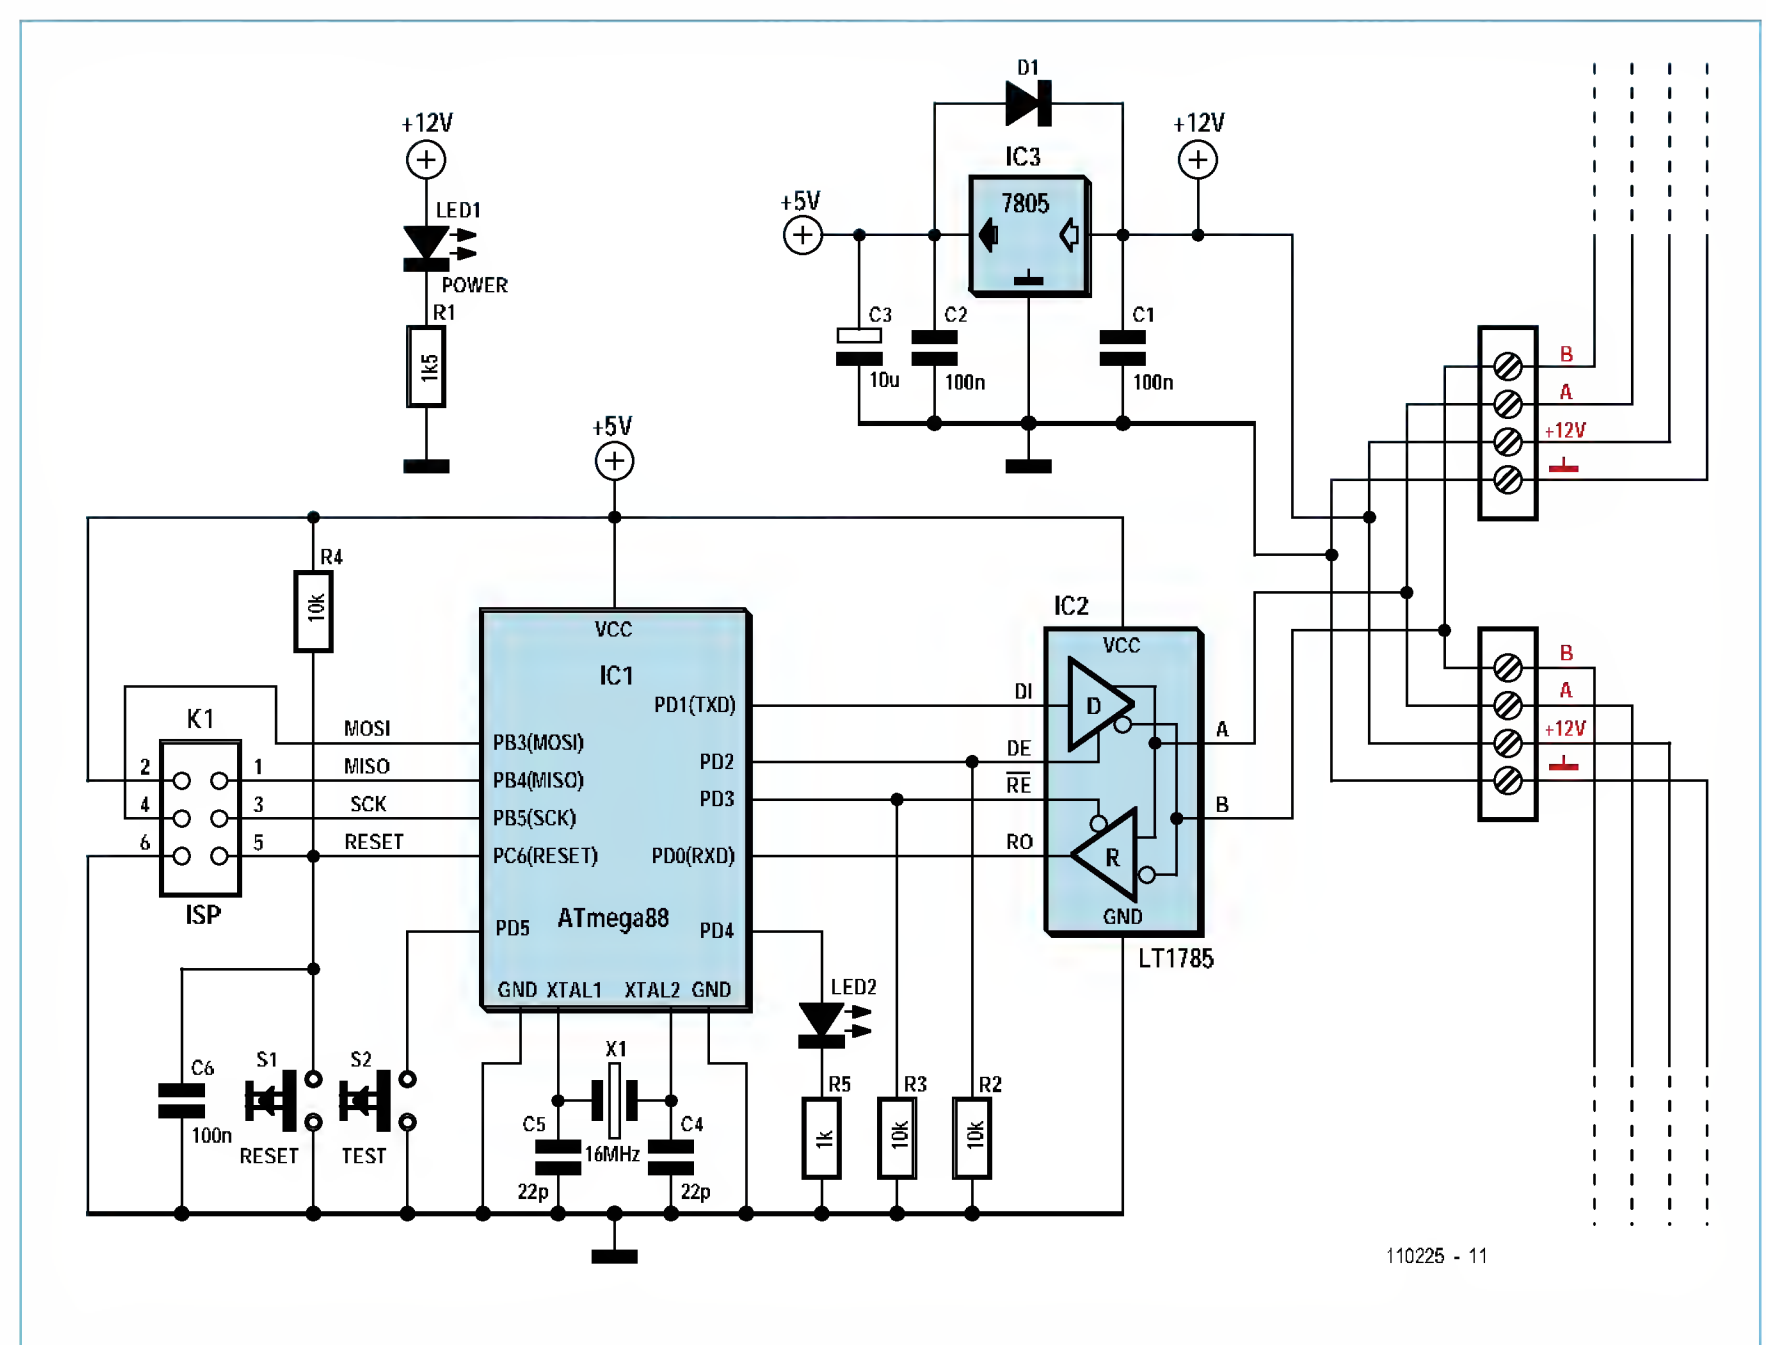 D1
+12V
+12V
IC3
+5V
7805
LED1
POWER
R1
1k5
C3
10u
C2
100n
C1
100n
B
A
+12V
+5V
R4
10k
IC2
VCC
VCC
IC1
K1
MOSI
PB3(MOSI)
PD1(TXD)
DI
D
A
B
A
+12V
2
1
MISO
PB4(MISO)
PD2
DE
4
3
SCK
PB5(SCK)
PD3
RE
B
6
5
RESET
PC6(RESET)
PD0(RXD)
RO
R
ISP
PD5
ATmega88
PD4
GND
LT1785
GND
XTAL1
XTAL2
GND
LED2
C6
100n
S1
RESET
S2
TEST
X1
16MHz
C5
22p
C4
22p
R5
1k
R3
10k
R2
10k
110225 - 11